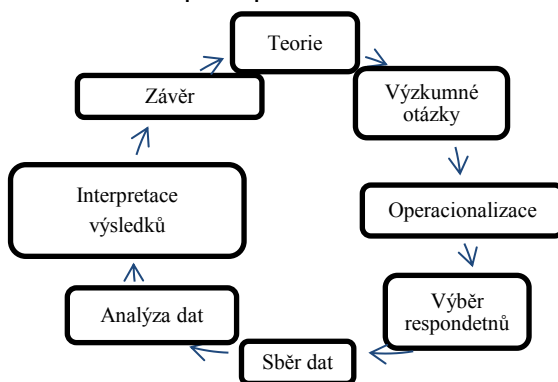 Teorie
Výzkumné
otázky
Operacionalizace
Výběr
respondetnů
Sběr dat
Analýza dat
Interpretace
výsledků
Závěr